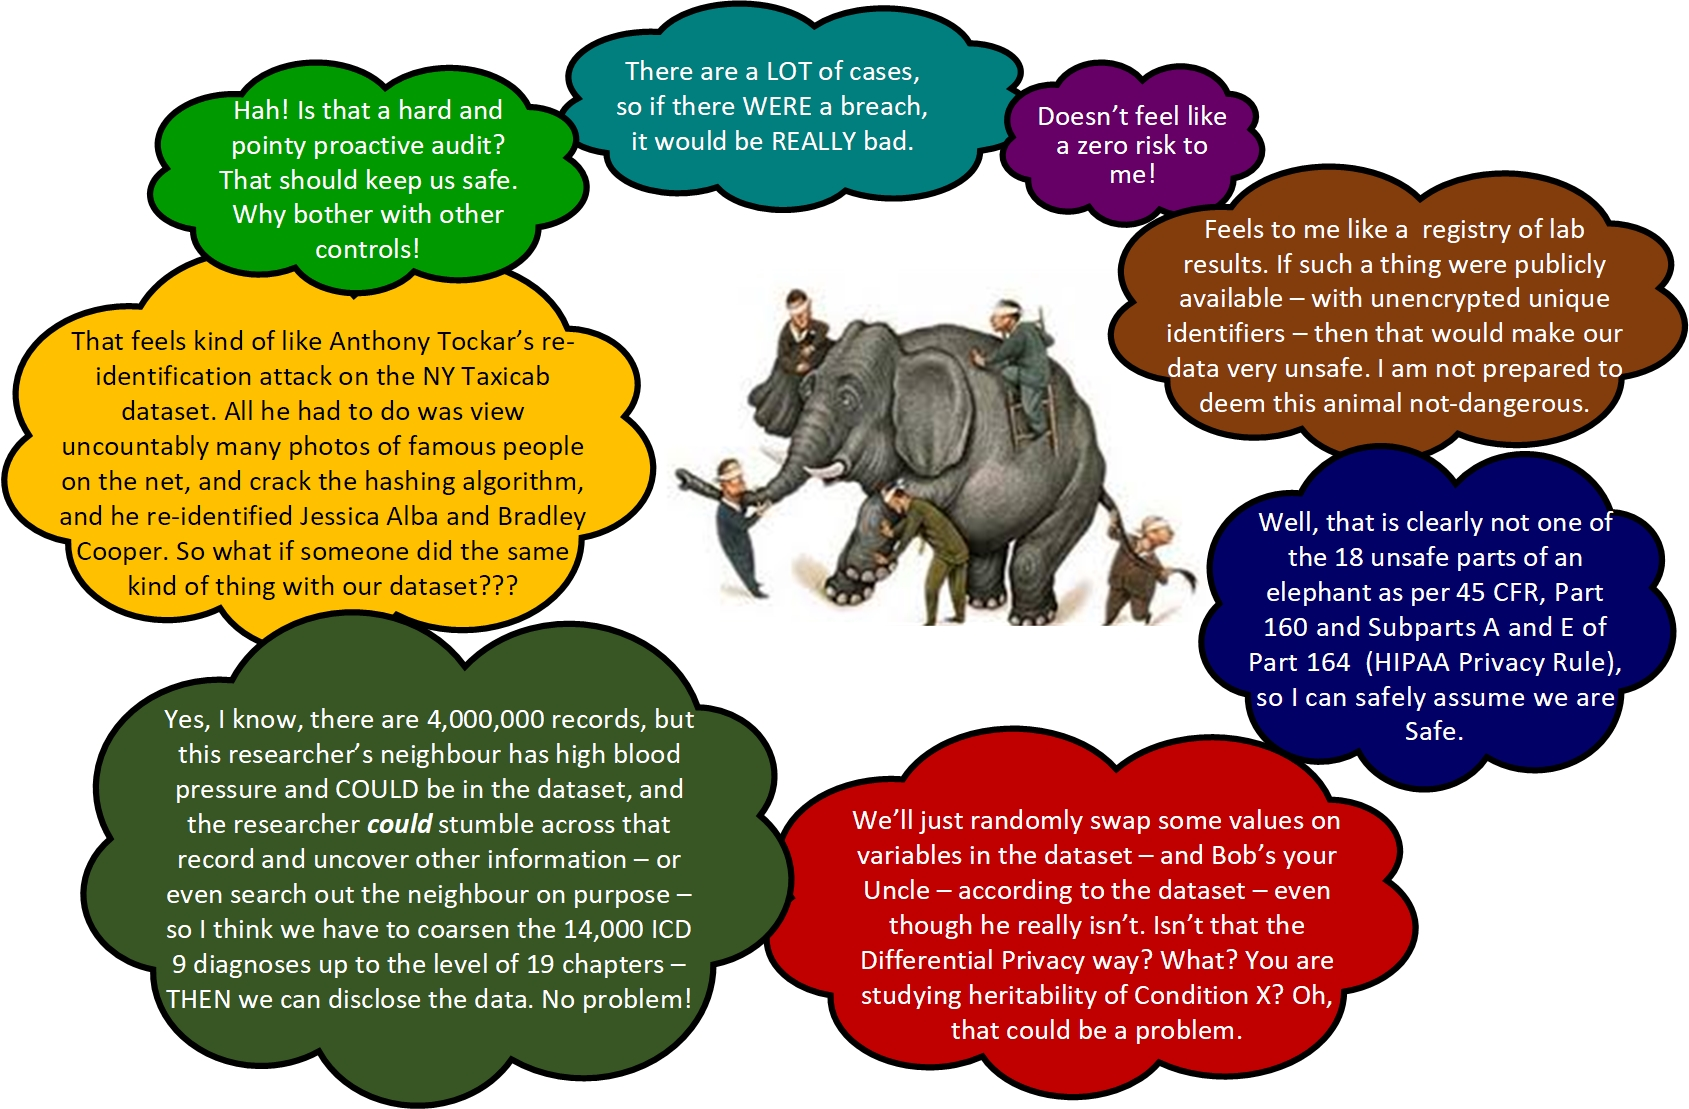 There are a LOT of cases,
so if there WERE a breach,
it would be REALLY bad.
Hah! Is that a hard and
pointy proactive audit?
That should keep us safe.
Why bother with other
controls!
Doesn’t feel like
a zero risk to
me!
Feels to me like a  registry of lab
results. If such a thing were publicly
available – with unencrypted unique
identifiers – then that would make our
data very unsafe. I am not prepared to
deem this animal not-dangerous.
That feels kind of like Anthony Tockar’s re-
identification attack on the NY Taxicab
dataset. All he had to do was view
uncountably many photos of famous people
on the net, and crack the hashing algorithm,
and he re-identified Jessica Alba and Bradley
Cooper. So what if someone did the same
kind of thing with our dataset???
Well, that is clearly not one of
the 18 unsafe parts of an
elephant as per 45 CFR, Part
160 and Subparts A and E of
Part 164  (HIPAA Privacy Rule),
so I can safely assume we are
Safe.
Yes, I know, there are 4,000,000 records, but
this researcher’s neighbour has high blood
pressure and COULD be in the dataset, and
the researcher could stumble across that
record and uncover other information – or
even search out the neighbour on purpose –
so I think we have to coarsen the 14,000 ICD
9 diagnoses up to the level of 19 chapters –
THEN we can disclose the data. No problem!
We’ll just randomly swap some values on
variables in the dataset – and Bob’s your
Uncle – according to the dataset – even
though he really isn’t. Isn’t that the
Differential Privacy way? What? You are
studying heritability of Condition X? Oh,
that could be a problem.